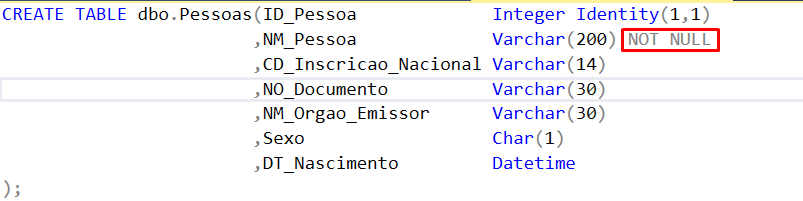 CREATE TABLE dbo.Pessoas(ID_Pessoa Integer Identity(1,1)
,NM_Pessoa Varchar(200) NOT NULL
,CD_Inscricao_Nacional Varchar(14)
,NO_Documento Varchar(30)
,NM_Orgao_Emissor Varchar(30)
,Sexo Char(1)
,DT_Nascimento Datetime
);